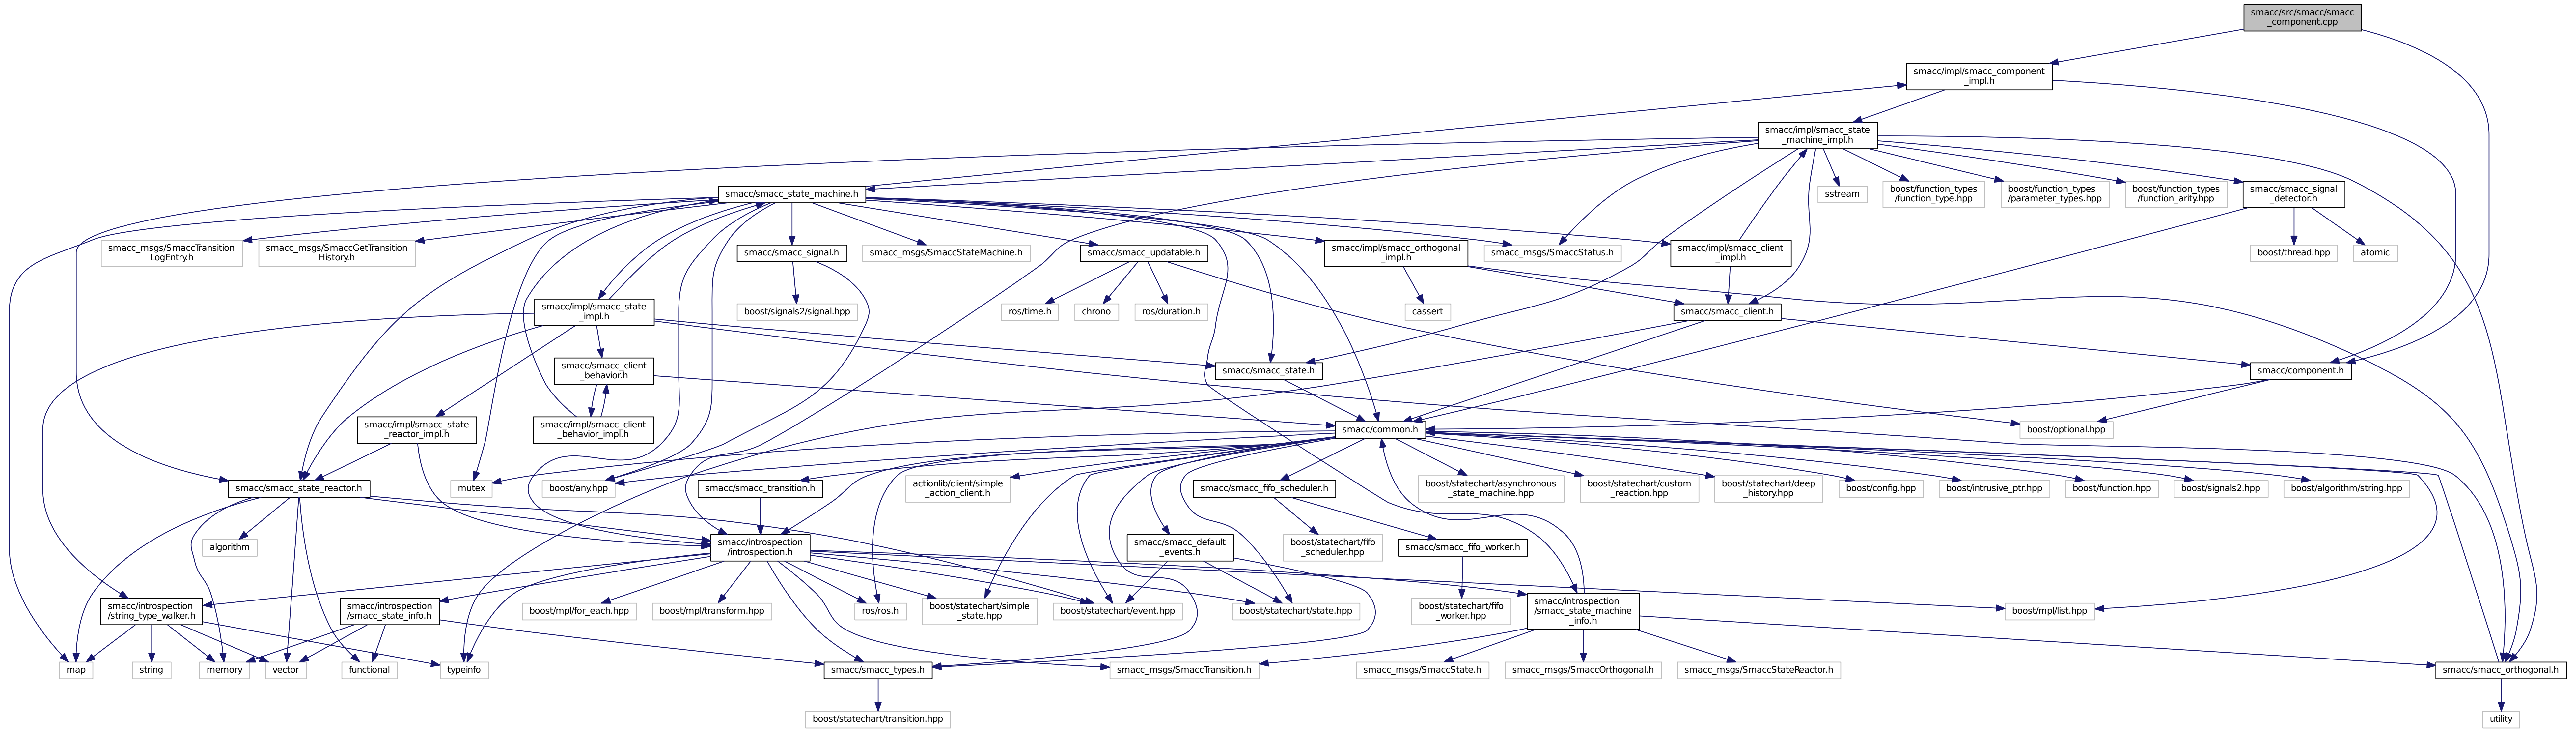 smacc/src/smacc/smacc
_component.cpp
smacc/impl/smacc_component
_impl.h
smacc/impl/smacc_state
_machine_impl.h
smacc/smacc_state_machine.h
sstream
boost/function_types
/function_type.hpp
boost/function_types
/parameter_types.hpp
boost/function_types
/function_arity.hpp
smacc/smacc_signal
_detector.h
smacc_msgs/SmaccTransition
LogEntry.h
smacc_msgs/SmaccGetTransition
History.h
smacc/smacc_signal.h
smacc_msgs/SmaccStateMachine.h
smacc/smacc_updatable.h
smacc/impl/smacc_orthogonal
_impl.h
smacc_msgs/SmaccStatus.h
smacc/impl/smacc_client
_impl.h
boost/thread.hpp
atomic
smacc/impl/smacc_state
_impl.h
boost/signals2/signal.hpp
ros/time.h
chrono
ros/duration.h
cassert
smacc/smacc_client.h
smacc/smacc_client
_behavior.h
smacc/smacc_state.h
smacc/component.h
smacc/impl/smacc_state
_reactor_impl.h
smacc/impl/smacc_client
_behavior_impl.h
smacc/common.h
boost/optional.hpp
smacc/smacc_state_reactor.h
mutex
boost/any.hpp
smacc/smacc_transition.h
actionlib/client/simple
_action_client.h
smacc/smacc_fifo_scheduler.h
boost/statechart/asynchronous
_state_machine.hpp
boost/statechart/custom
_reaction.hpp
boost/statechart/deep
_history.hpp
boost/config.hpp
boost/intrusive_ptr.hpp
boost/function.hpp
boost/signals2.hpp
boost/algorithm/string.hpp
algorithm
smacc/introspection
/introspection.h
smacc/smacc_default
_events.h
boost/statechart/fifo
_scheduler.hpp
smacc/smacc_fifo_worker.h
smacc/introspection
/string_type_walker.h
smacc/introspection
/smacc_state_info.h
boost/mpl/for_each.hpp
boost/mpl/transform.hpp
ros/ros.h
boost/statechart/simple
_state.hpp
boost/statechart/event.hpp
boost/statechart/state.hpp
boost/statechart/fifo
_worker.hpp
smacc/introspection
/smacc_state_machine
_info.h
boost/mpl/list.hpp
map
string
memory
vector
functional
typeinfo
smacc/smacc_types.h
smacc_msgs/SmaccTransition.h
smacc_msgs/SmaccState.h
smacc_msgs/SmaccOrthogonal.h
smacc_msgs/SmaccStateReactor.h
smacc/smacc_orthogonal.h
boost/statechart/transition.hpp
utility